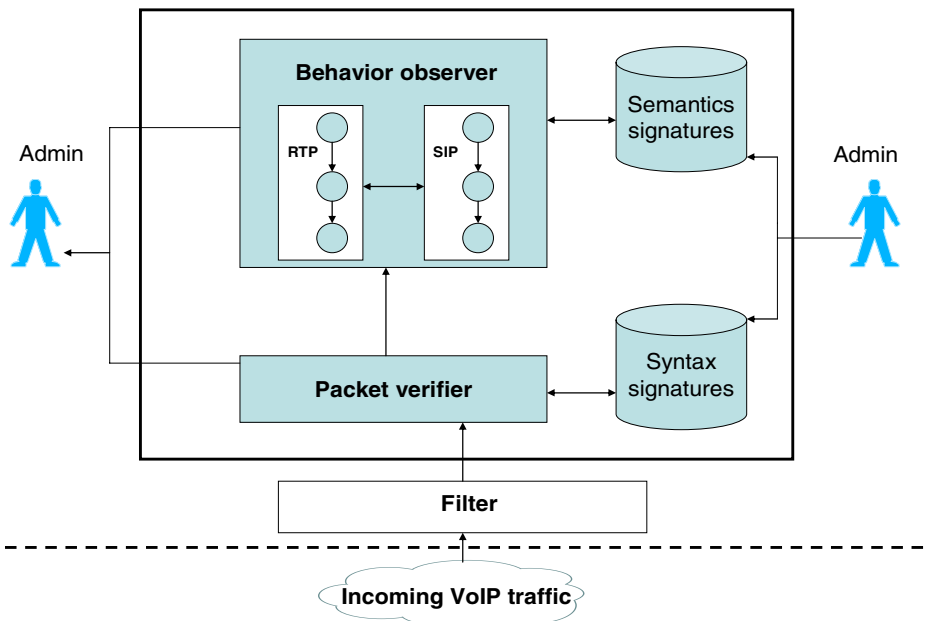 Behavior observer
RTP
SIP
Semantics
signatures
Admin
Admin
Packet verifier
Syntax
signatures
Filter
Incoming VoIP traffic